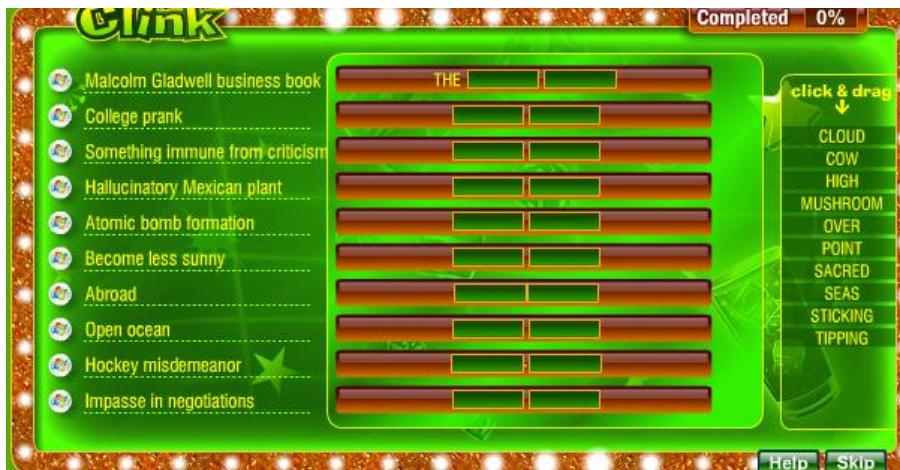 Clink
Completed 0%
Malcolm Gladwell business book
THE
College prank
Something immune from criticism
Hallucinatory Mexican plant
Atomic bomb formation
Become less sunny
Abroad
Open ocean
Hockey misdemeanor
Impasse in negotiations
click & drag
CLOUD
COW
HIGH
MUSHROOM
OVER
POINT
SACRED
SEAS
STICKING
TIPPING
Help Skip